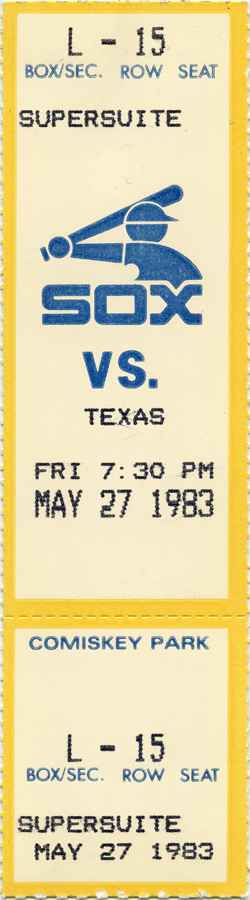 L - 15
BOX/SEC. ROW SEAT
SUPERSUITE
SOX
VS.
TEXAS
FRI 7:30 PM
MAY 27 1983
COMISKEY PARK
L - 15
BOX/SEC. ROW SEAT
SUPERSUITE
MAY 27 1983